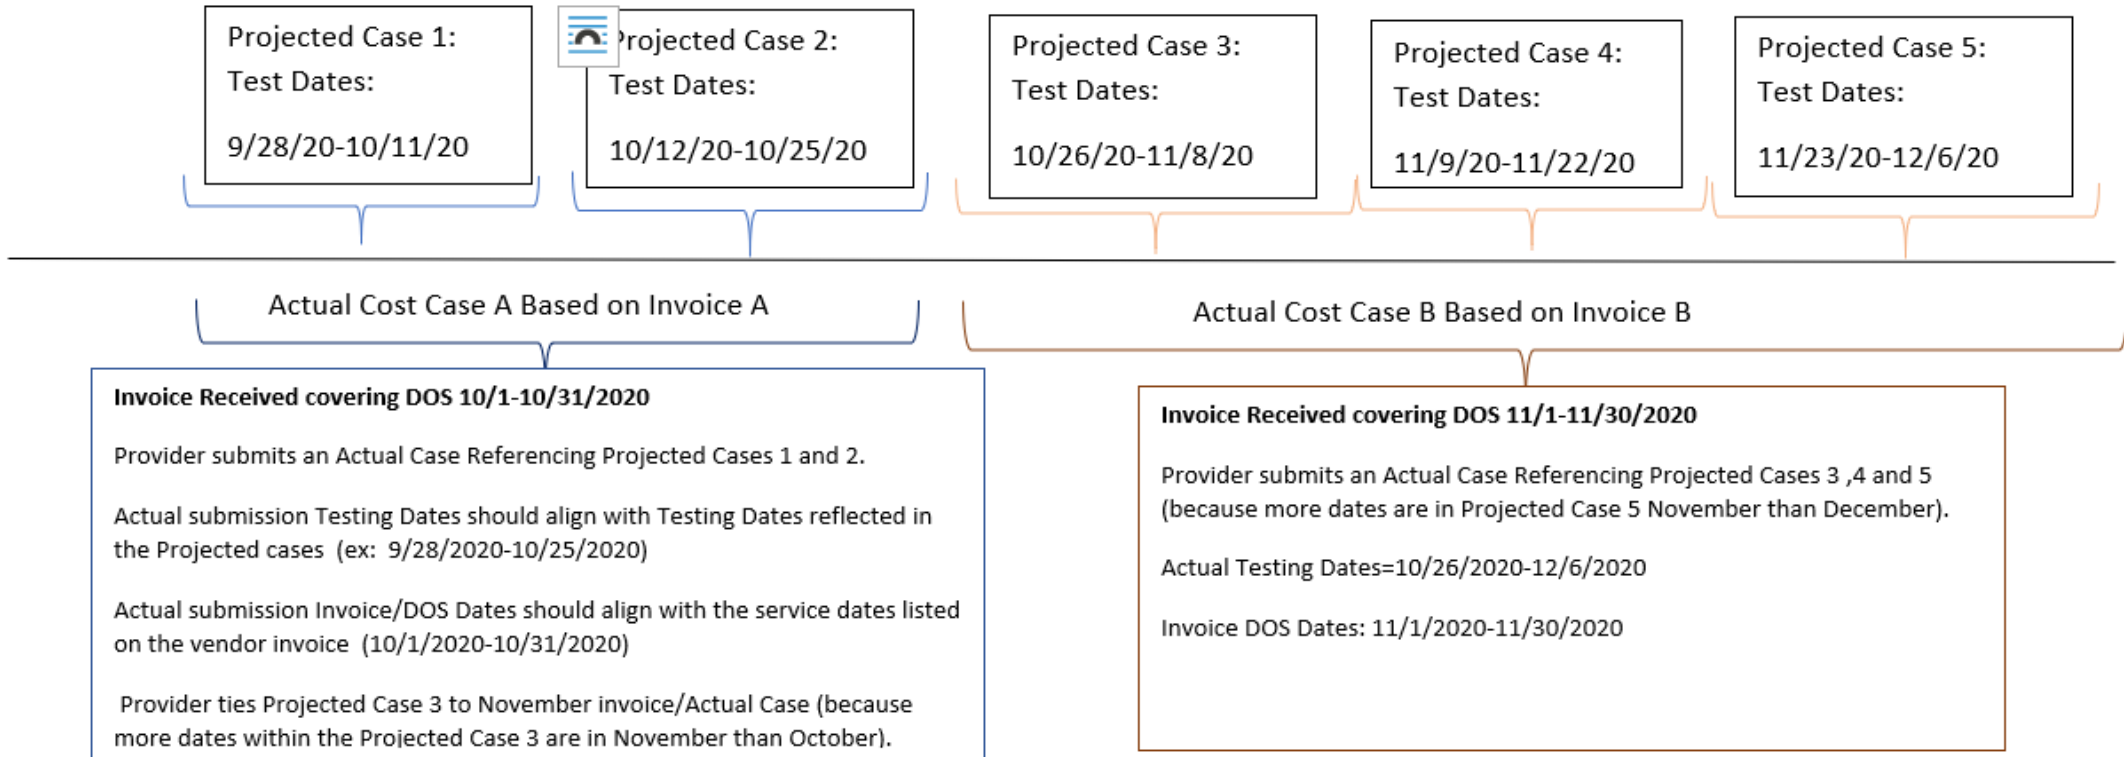 Projected Case 1:
Test Dates:
9/28/20-10/11/20
Projected Case 2:
Test Dates:
10/12/20-10/25/20
Projected Case 3:
Test Dates:
10/26/20-11/8/20
Projected Case 4:
Test Dates:
11/9/20-11/22/20
Projected Case 5:
Test Dates:
11/23/20-12/6/20
Actual Cost Case A Based on Invoice A
Invoice Received covering DOS 10/1-10/31/2020
Provider submits an Actual Case Referencing Projected Cases 1 and 2.
Actual submission Testing Dates should align with Testing Dates reflected in
the Projected cases  (ex:  9/28/2020-10/25/2020)
Actual submission Invoice/DOS Dates should align with the service dates listed
on the vendor invoice  (10/1/2020-10/31/2020)
Provider ties Projected Case 3 to November invoice/Actual Case (because
more dates within the Projected Case 3 are in November than October).
Actual Cost Case B Based on Invoice B
Invoice Received covering DOS 11/1-11/30/2020
Provider submits an Actual Case Referencing Projected Cases 3 ,4 and 5
(because more dates are in Projected Case 5 November than December).
Actual Testing Dates=10/26/2020-12/6/2020
Invoice DOS Dates: 11/1/2020-11/30/2020